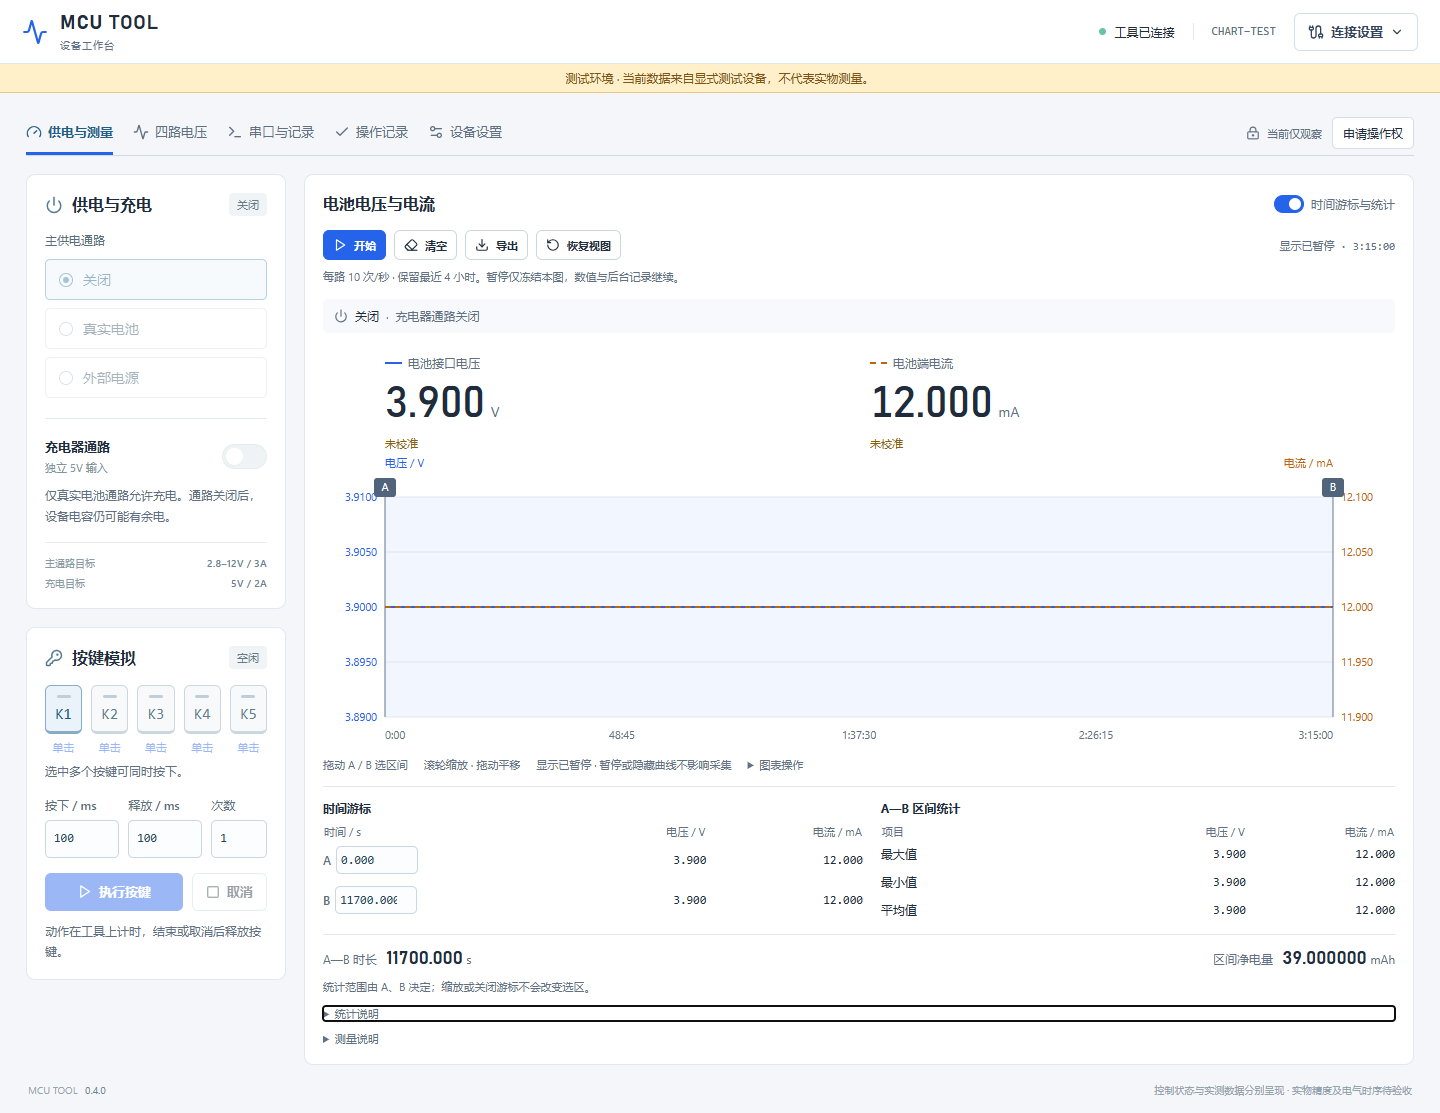 MCU TOOL
设备工作台
工具已连接
CHART-TEST
连接设置
测试环境 · 当前数据来自显式测试设备，不代表实物测量。
供电与测量
四路电压
串口与记录
操作记录
设备设置
当前仅观察
申请操作权
供电与充电
关闭
主供电通路
关闭
真实电池
外部电源
充电器通路
独立 5V 输入
仅真实电池通路允许充电。通路关闭后，
设备电容仍可能有余电。
主通路目标 2.8–12V / 3A
充电目标 5V / 2A
按键模拟
空闲
K1 K2 K3 K4 K5
单击 单击 单击 单击 单击
选中多个按键可同时按下。
按下 / ms 释放 / ms 次数
100 100 1
执行按键 取消
动作在工具上计时，结束或取消后释放按
键。
电池电压与电流
时间游标与统计
开始 清空 导出 恢复视图
显示已暂停 · 3:15:00
每路 10 次/秒 · 保留最近 4 小时。暂停仅冻结本图，数值与后台记录继续。
关闭 · 充电器通路关闭
电池接口电压 电池端电流
3.900 V 12.000 mA
未校准 未校准
电压 / V 电流 / mA
A B
3.9100 12.100
3.9050 12.050
3.9000 12.000
3.8950 11.950
3.8900 11.900
0:00 48:45 1:37:30 2:26:15 3:15:00
拖动 A / B 选区间 滚轮缩放 · 拖动平移 显示已暂停 · 暂停或隐藏曲线不影响采集 图表操作
时间游标
时间 / s 电压 / V 电流 / mA
A 0.000 3.900 12.000
B 11700.000 3.900 12.000
A—B 区间统计
项目 电压 / V 电流 / mA
最大值 3.900 12.000
最小值 3.900 12.000
平均值 3.900 12.000
A—B 时长 11700.000 s
区间净电量 39.000000 mAh
统计范围由 A、B 决定；缩放或关闭游标不会改变选区。
统计说明
测量说明
MCU TOOL 0.4.0
控制状态与实测数据分别呈现 · 实物精度及电气时序待验收